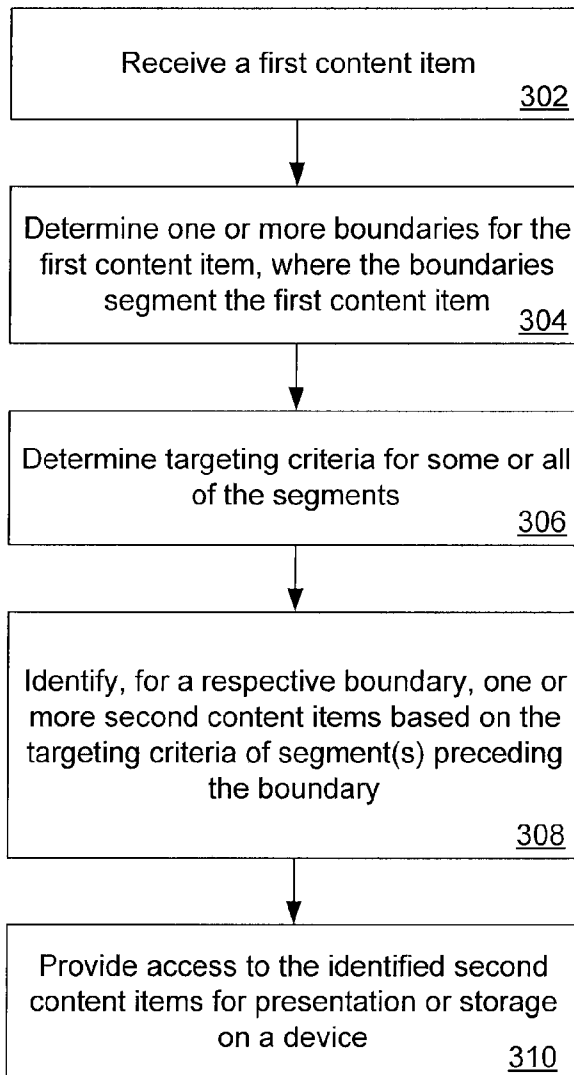 Receive a first content item
302
Determine one or more boundaries for the
first content item, where the boundaries
segment the first content item
304
Determine targeting criteria for some or all
of the segments
306
Identify, for a respective boundary, one or
more second content items based on the
targeting criteria of segment(s) preceding
the boundary
308
Provide access to the identified second
content items for presentation or storage
on a device
310